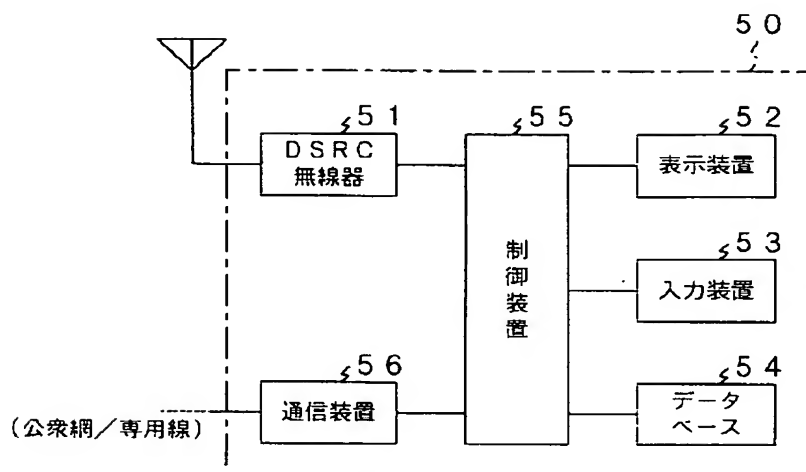 ５０
５１
ＤＳＲＣ
無線器
５５
制御装置
５２
表示装置
５３
入力装置
５６
通信装置
５４
データ
ベース
(公衆網／専用線)